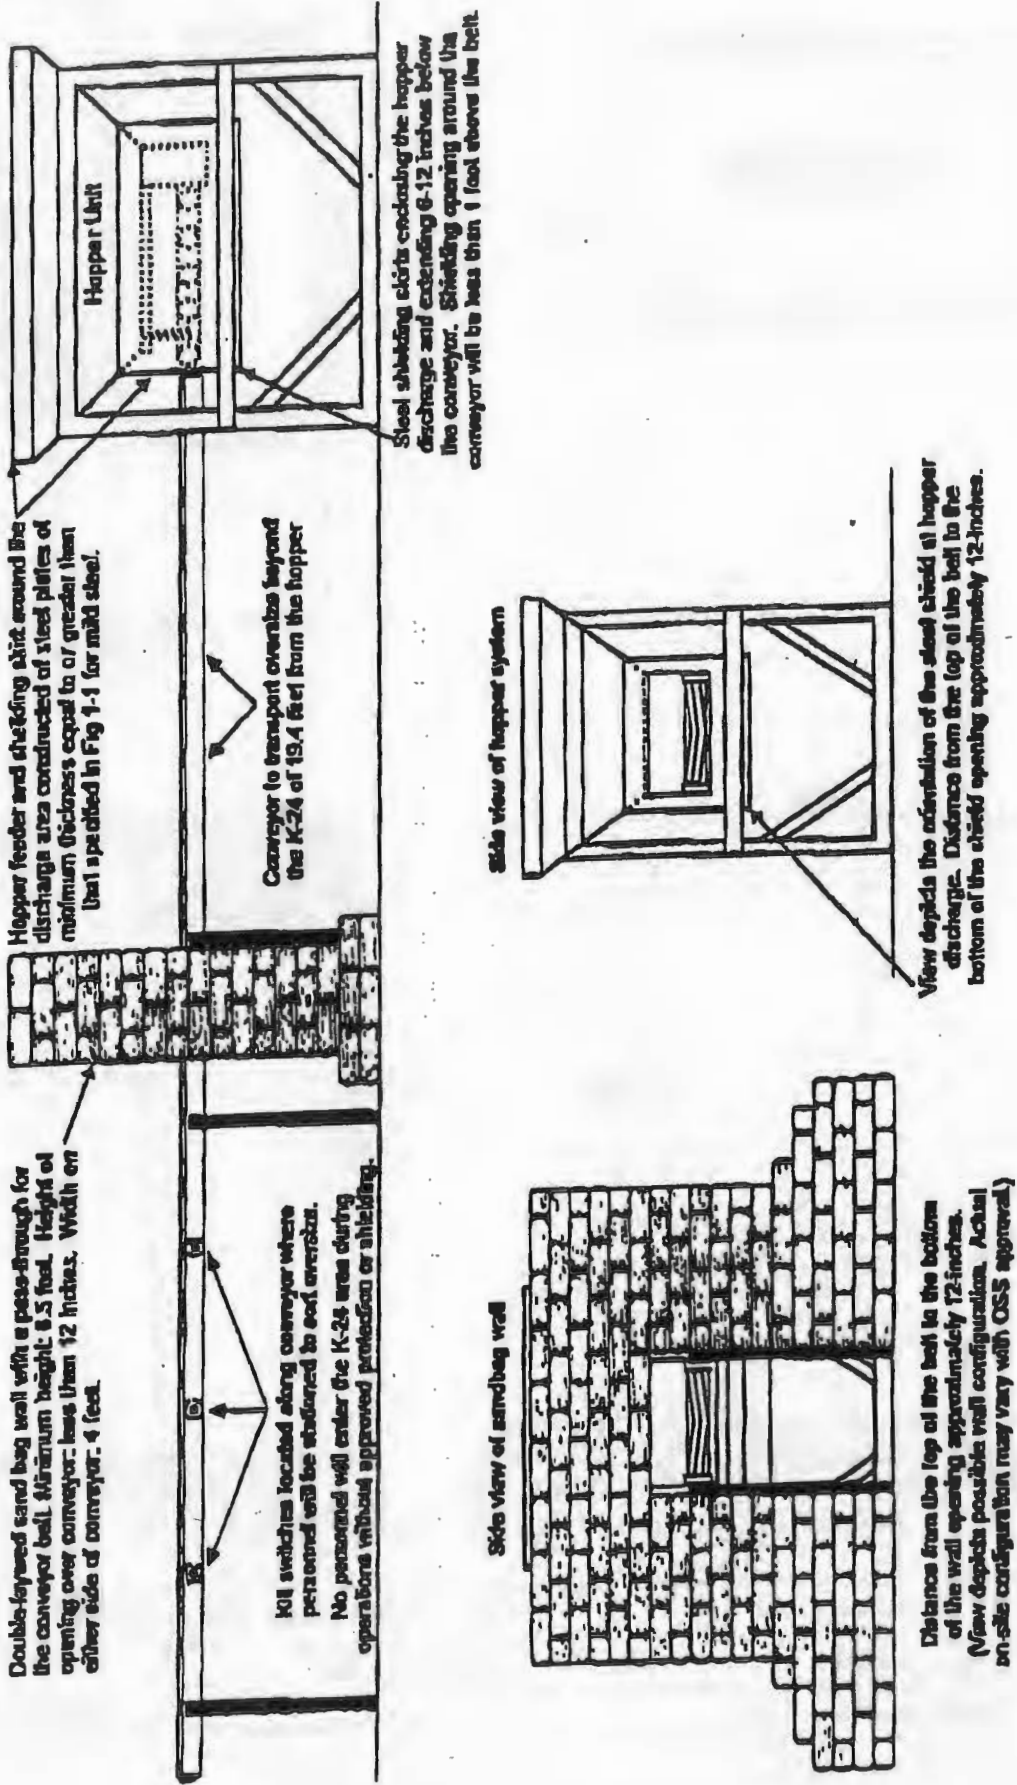 Double-layered sand bag wall with a pass-through for
the conveyor belt. Minimum height: 6.5 feet. Height of
opening over conveyor: less than 12 inches. Width on
either side of conveyor: 4 feet.
Hopper feeder and shielding skirt around the
discharge area constructed of steel plates of
minimum thickness equal to or greater than
that specified in Fig 1-1 for mild steel.
Hopper Unit
Kill switches located along conveyor where
personnel will be stationed to sort oversize.
No personnel will enter the K-24 area during
operations without approved protection or shielding.
Conveyor to transport oversize beyond
the K-24 of 19.4 feet from the hopper
Steel shielding skirts enclosing the hopper
discharge and extending 6-12 inches below
the conveyor. Shielding opening around the
conveyor will be less than 1 foot above the belt.
Side view of sandbag wall
Distance from the top of the belt to the bottom
of the wall opening approximately 12-inches.
(View depicts possible wall configuration. Actual
on-site configuration may vary with OSS approval.)
Side view of hopper system
View depicts the orientation of the steel shield at hopper
discharge. Distance from the top of the belt to the
bottom of the shield opening approximately 12-inches.